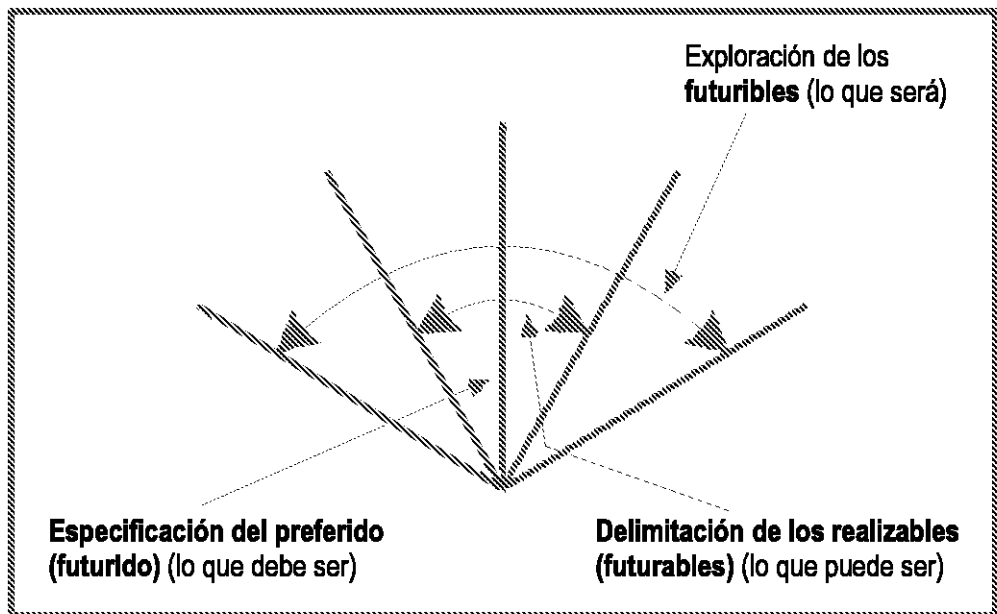 Exploración de los
futuribles (lo que será)
Especificación del preferido
(futurido) (lo que debe ser)
Delimitación de los realizables
(futurables) (lo que puede ser)